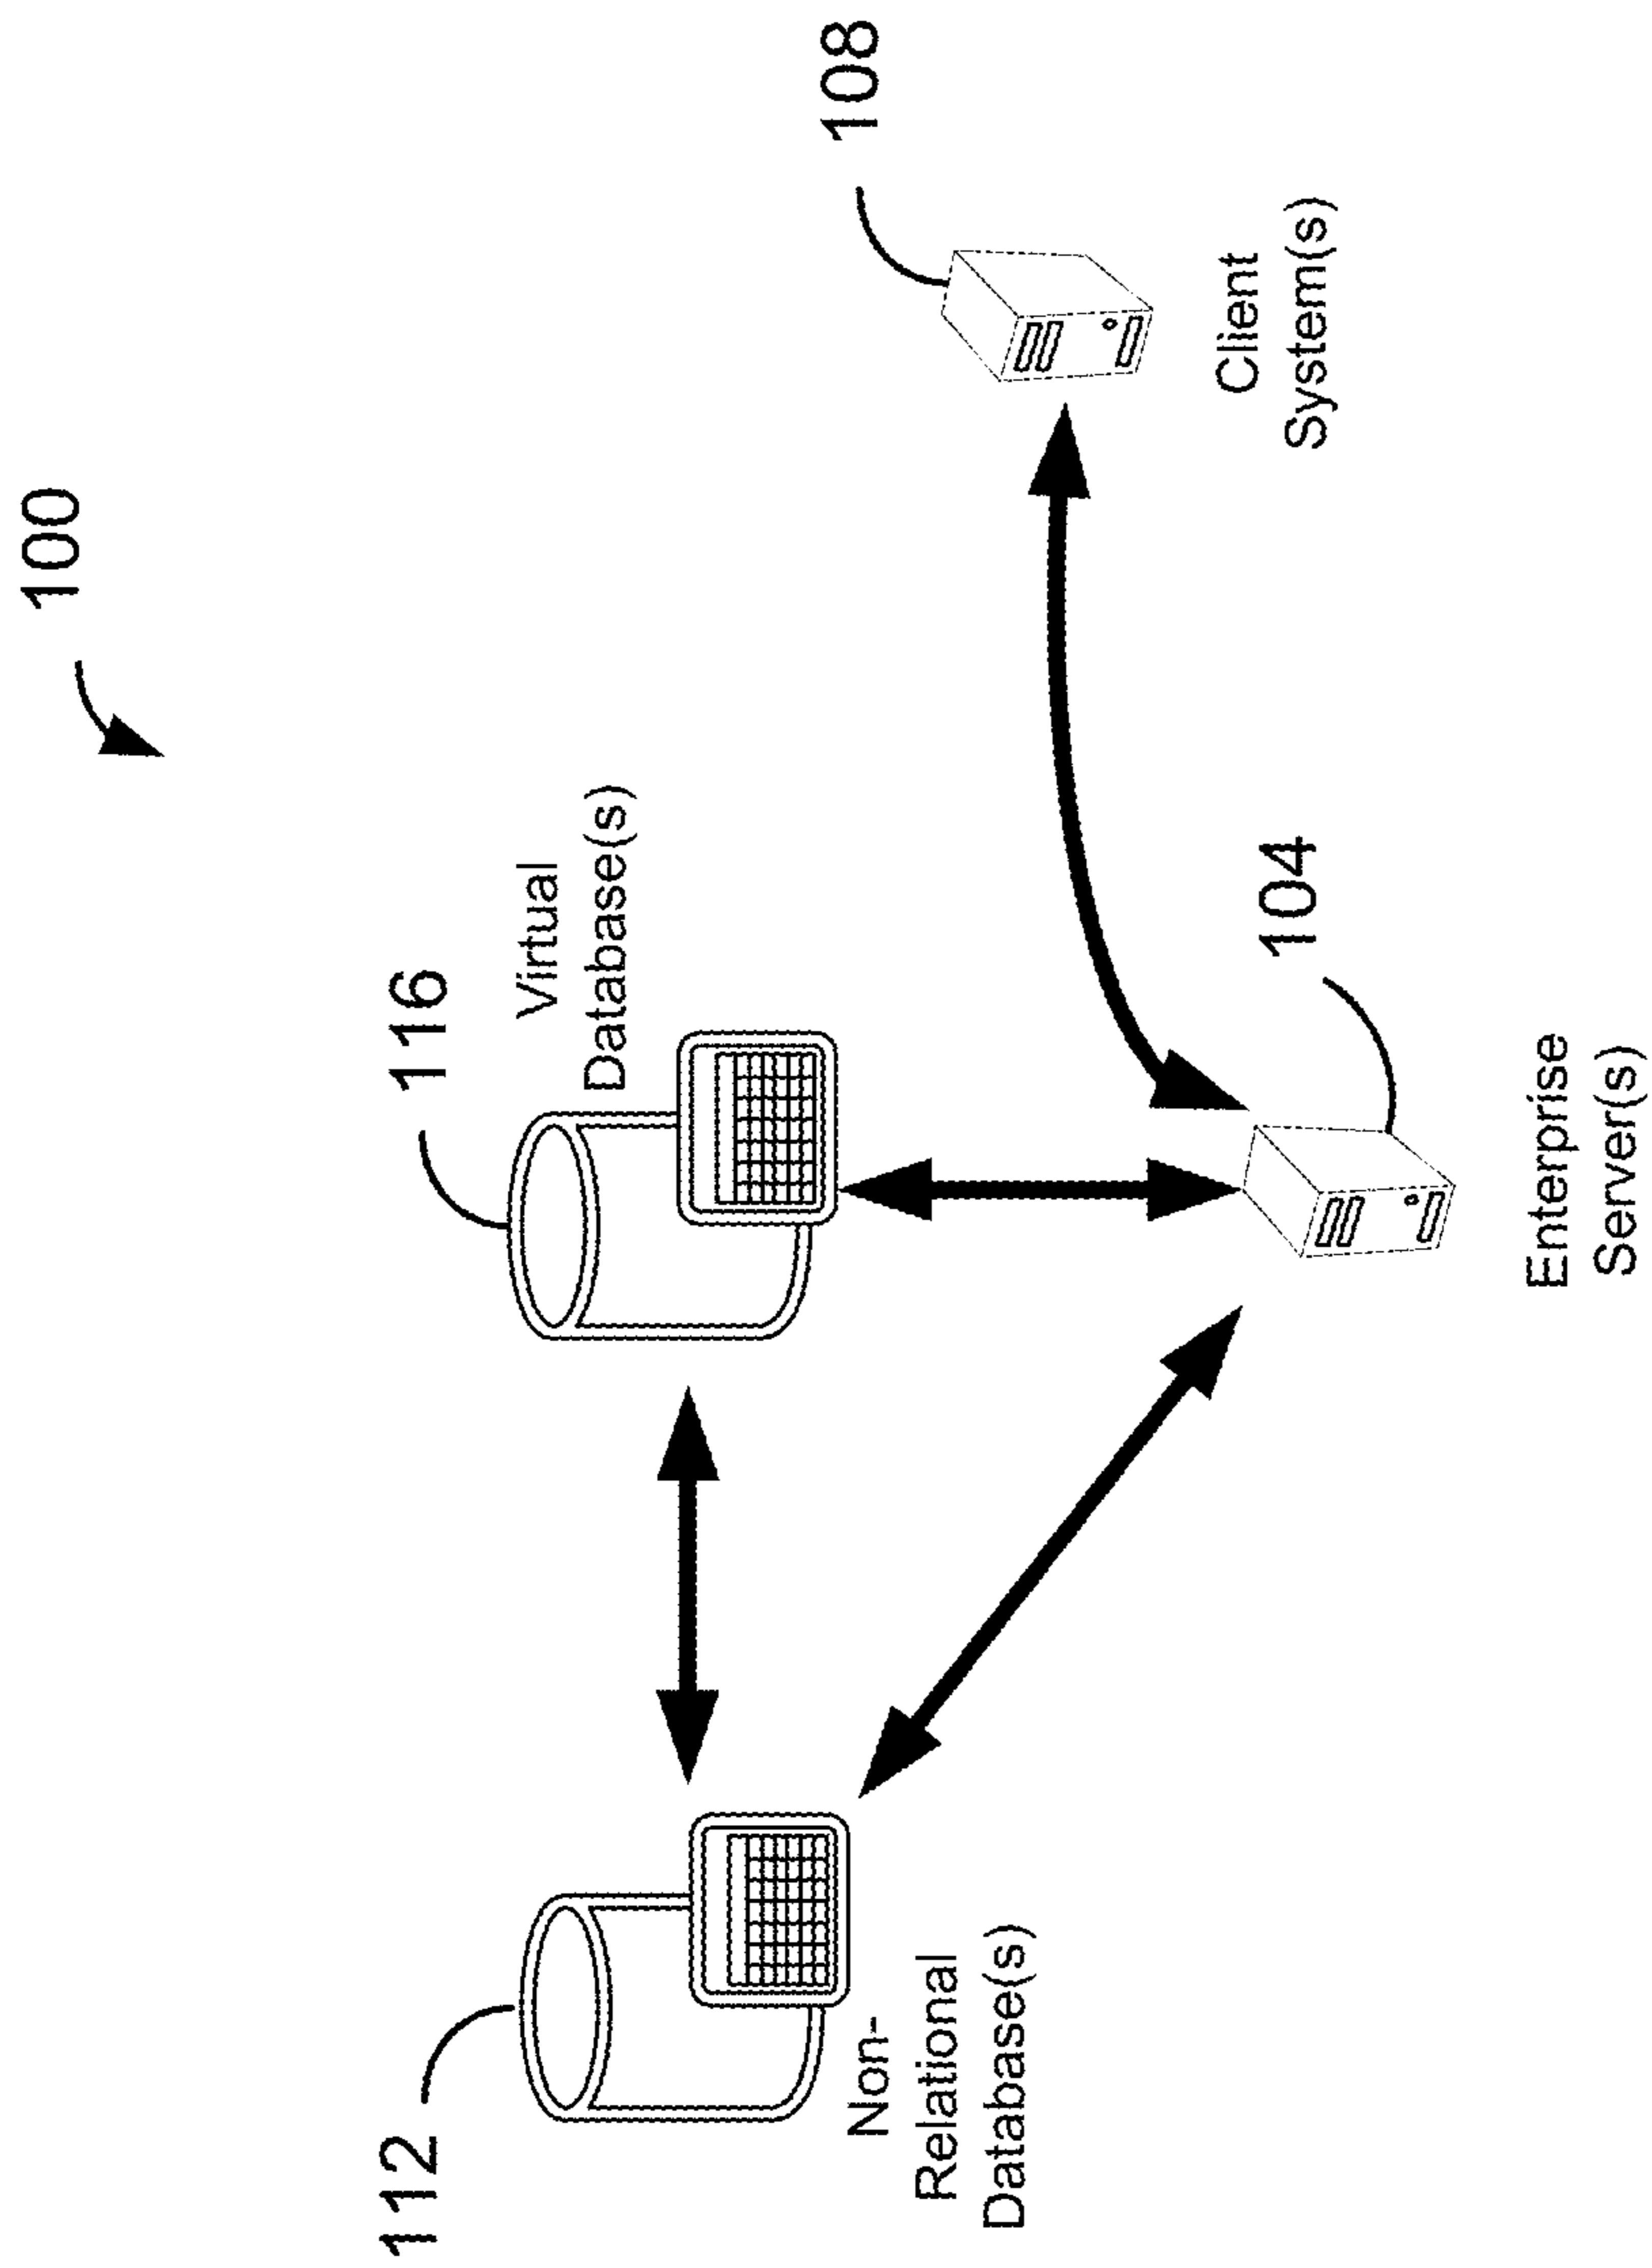 100
112
116
Virtual
Database(s)
108
Non-
Relational
Database(s)
104
Client
System(s)
Enterprise
Server(s)